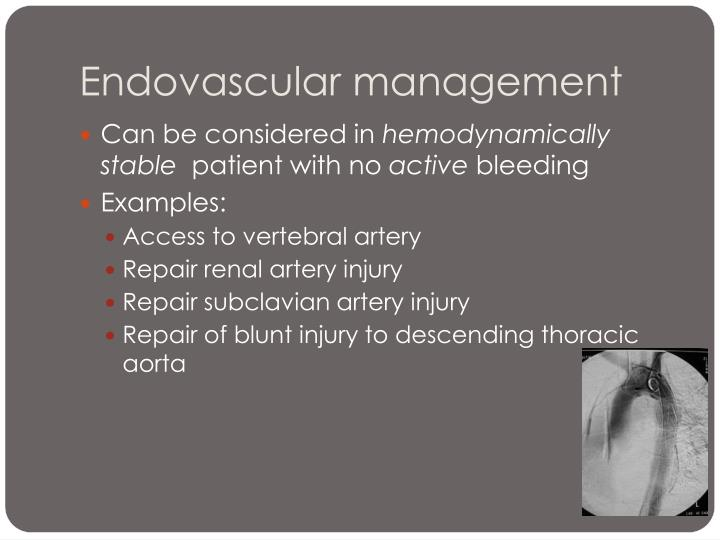 Endovascular management
• Can be considered in hemodynamically
stable patient with no active bleeding
• Examples:
• Access to vertebral artery
• Repair renal artery injury
• Repair subclavian artery injury
• Repair of blunt injury to descending thoracic
aorta
L